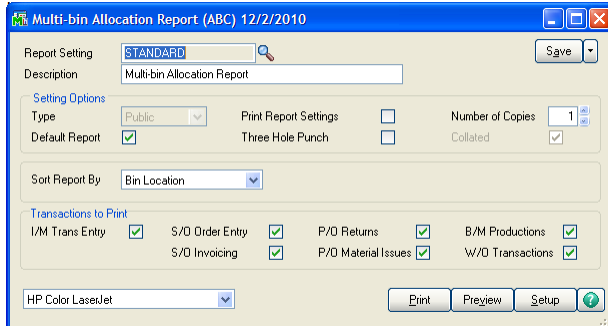 Multi-bin Allocation Report (ABC) 12/2/2010
Report Setting STANDARD Save
Description Multi-bin Allocation Report
Setting Options
Type Public Print Report Settings Number of Copies 1
Default Report Three Hole Punch Collated
Sort Report By Bin Location
Transactions to Print
I/M Trans Entry S/O Order Entry P/O Returns B/M Productions
S/O Invoicing P/O Material Issues W/O Transactions
HP Color LaserJet Print Preview Setup